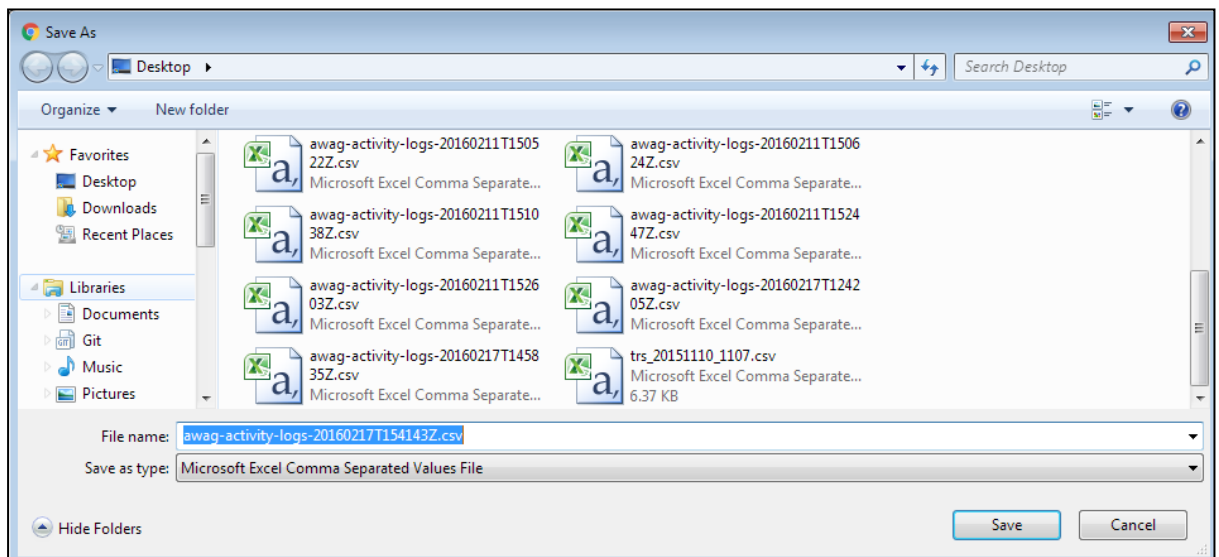 Save As
Desktop
Search Desktop
Organize
New folder
Favorites
Desktop
Downloads
Recent Places
Libraries
Documents
Git
Music
Pictures
awag-activity-logs-20160211T1505
22Z.csv
Microsoft Excel Comma Separate...
awag-activity-logs-20160211T1506
24Z.csv
Microsoft Excel Comma Separate...
awag-activity-logs-20160211T1510
38Z.csv
Microsoft Excel Comma Separate...
awag-activity-logs-20160211T1524
47Z.csv
Microsoft Excel Comma Separate...
awag-activity-logs-20160211T1526
03Z.csv
Microsoft Excel Comma Separate...
awag-activity-logs-20160217T1242
05Z.csv
Microsoft Excel Comma Separate...
awag-activity-logs-20160217T1458
35Z.csv
Microsoft Excel Comma Separate...
trs_20151110_1107.csv
Microsoft Excel Comma Separate...
6.37 KB
File name: awag-activity-logs-20160217T154143Z.csv
Save as type: Microsoft Excel Comma Separated Values File
Hide Folders
Save
Cancel